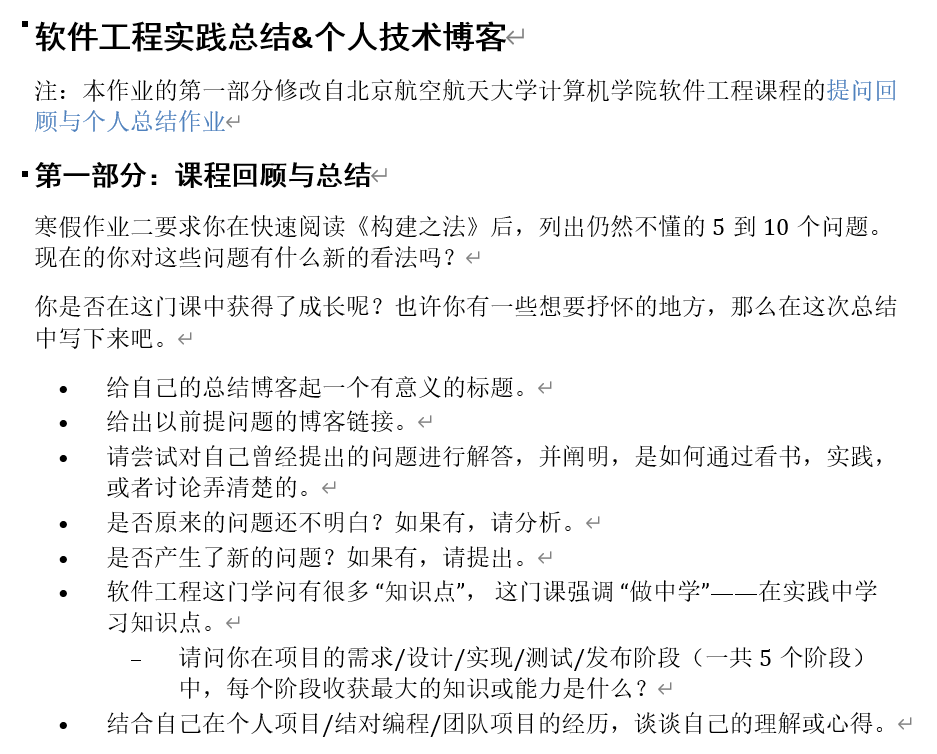 软件工程实践总结&个人技术博客
注：本作业的第一部分修改自北京航空航天大学计算机学院软件工程课程的提问回
顾与个人总结作业
第一部分：课程回顾与总结
寒假作业二要求你在快速阅读《构建之法》后，列出仍然不懂的 5 到 10 个问题。
现在的你对这些问题有什么新的看法吗？
你是否在这门课中获得了成长呢？也许你有一些想要抒怀的地方，那么在这次总结
中写下来吧。
• 给自己的总结博客起一个有意义的标题。
• 给出以前提问题的博客链接。
• 请尝试对自己曾经提出的问题进行解答，并阐明，是如何通过看书，实践，
或者讨论弄清楚的。
• 是否原来的问题还不明白？如果有，请分析。
• 是否产生了新的问题？如果有，请提出。
• 软件工程这门学问有很多 “知识点”， 这门课强调 “做中学”——在实践中学
习知识点。
– 请问你在项目的需求/设计/实现/测试/发布阶段（一共 5 个阶段）
中，每个阶段收获最大的知识或能力是什么？
• 结合自己在个人项目/结对编程/团队项目的经历，谈谈自己的理解或心得。